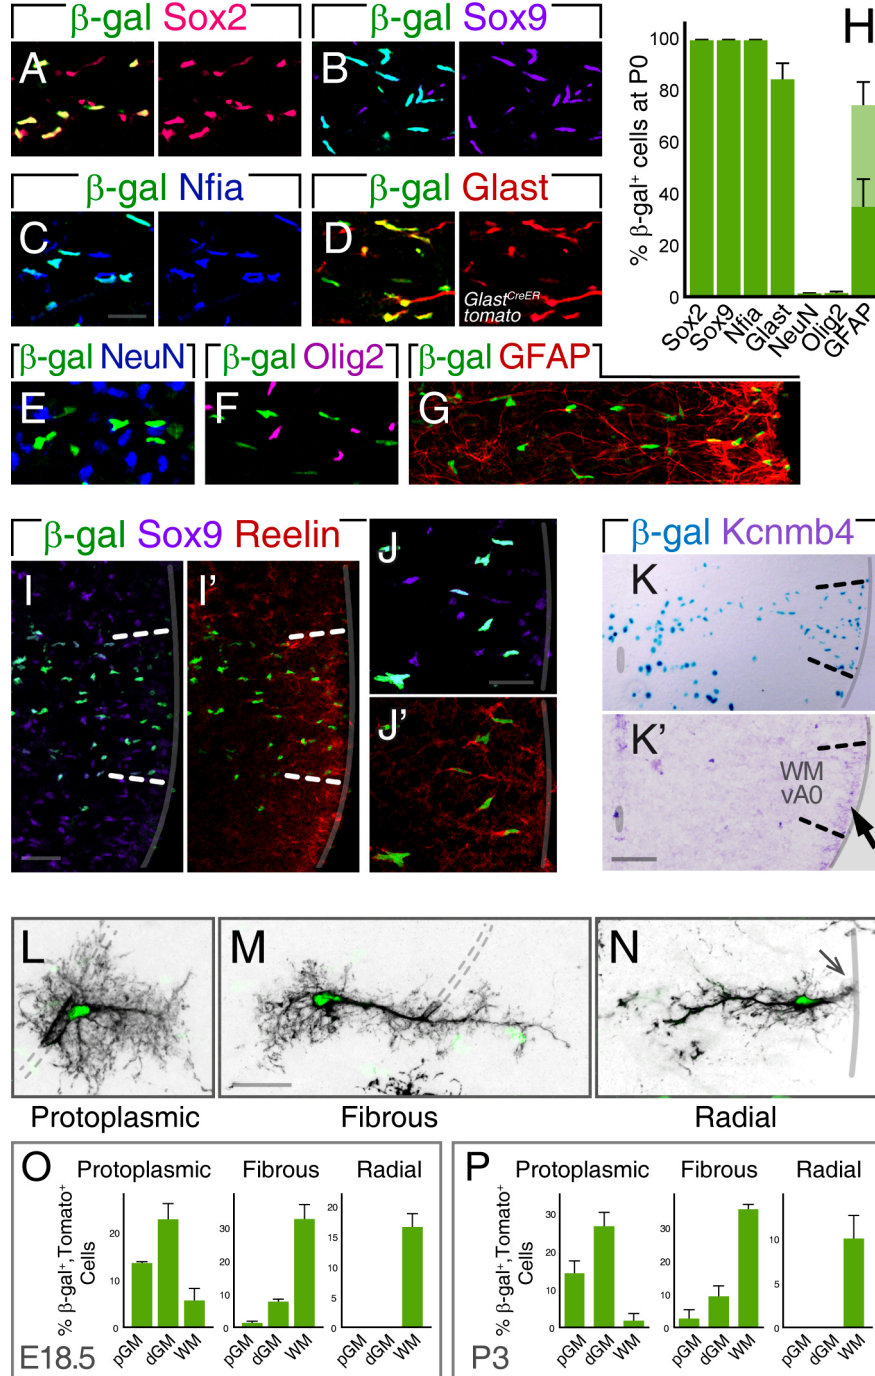 β-gal Sox2
A
β-gal Sox9
B
β-gal Nfia
C
β-gal Glast
D
Glast^CreER
tomato
β-gal NeuN
E
β-gal Olig2
F
β-gal GFAP
G
H
% β-gal⁺ cells at P0
100
80
60
40
20
0
Sox2
Sox9
Nfia
Glast
NeuN
Olig2
GFAP
β-gal Sox9 Reelin
I
I’
J
J’
β-gal Kcnmb4
K
K’
WM
vA0
L
M
N
Protoplasmic
Fibrous
Radial
O
% β-gal⁺,Tomato⁺
Cells
Protoplasmic
20
10
0
pGM
dGM
WM
Fibrous
30
20
10
0
pGM
dGM
WM
Radial
20
15
10
5
0
pGM
dGM
WM
E18.5
P
% β-gal⁺,Tomato⁺
Cells
Protoplasmic
30
20
10
0
pGM
dGM
WM
Fibrous
30
20
10
0
pGM
dGM
WM
Radial
10
5
0
pGM
dGM
WM
P3